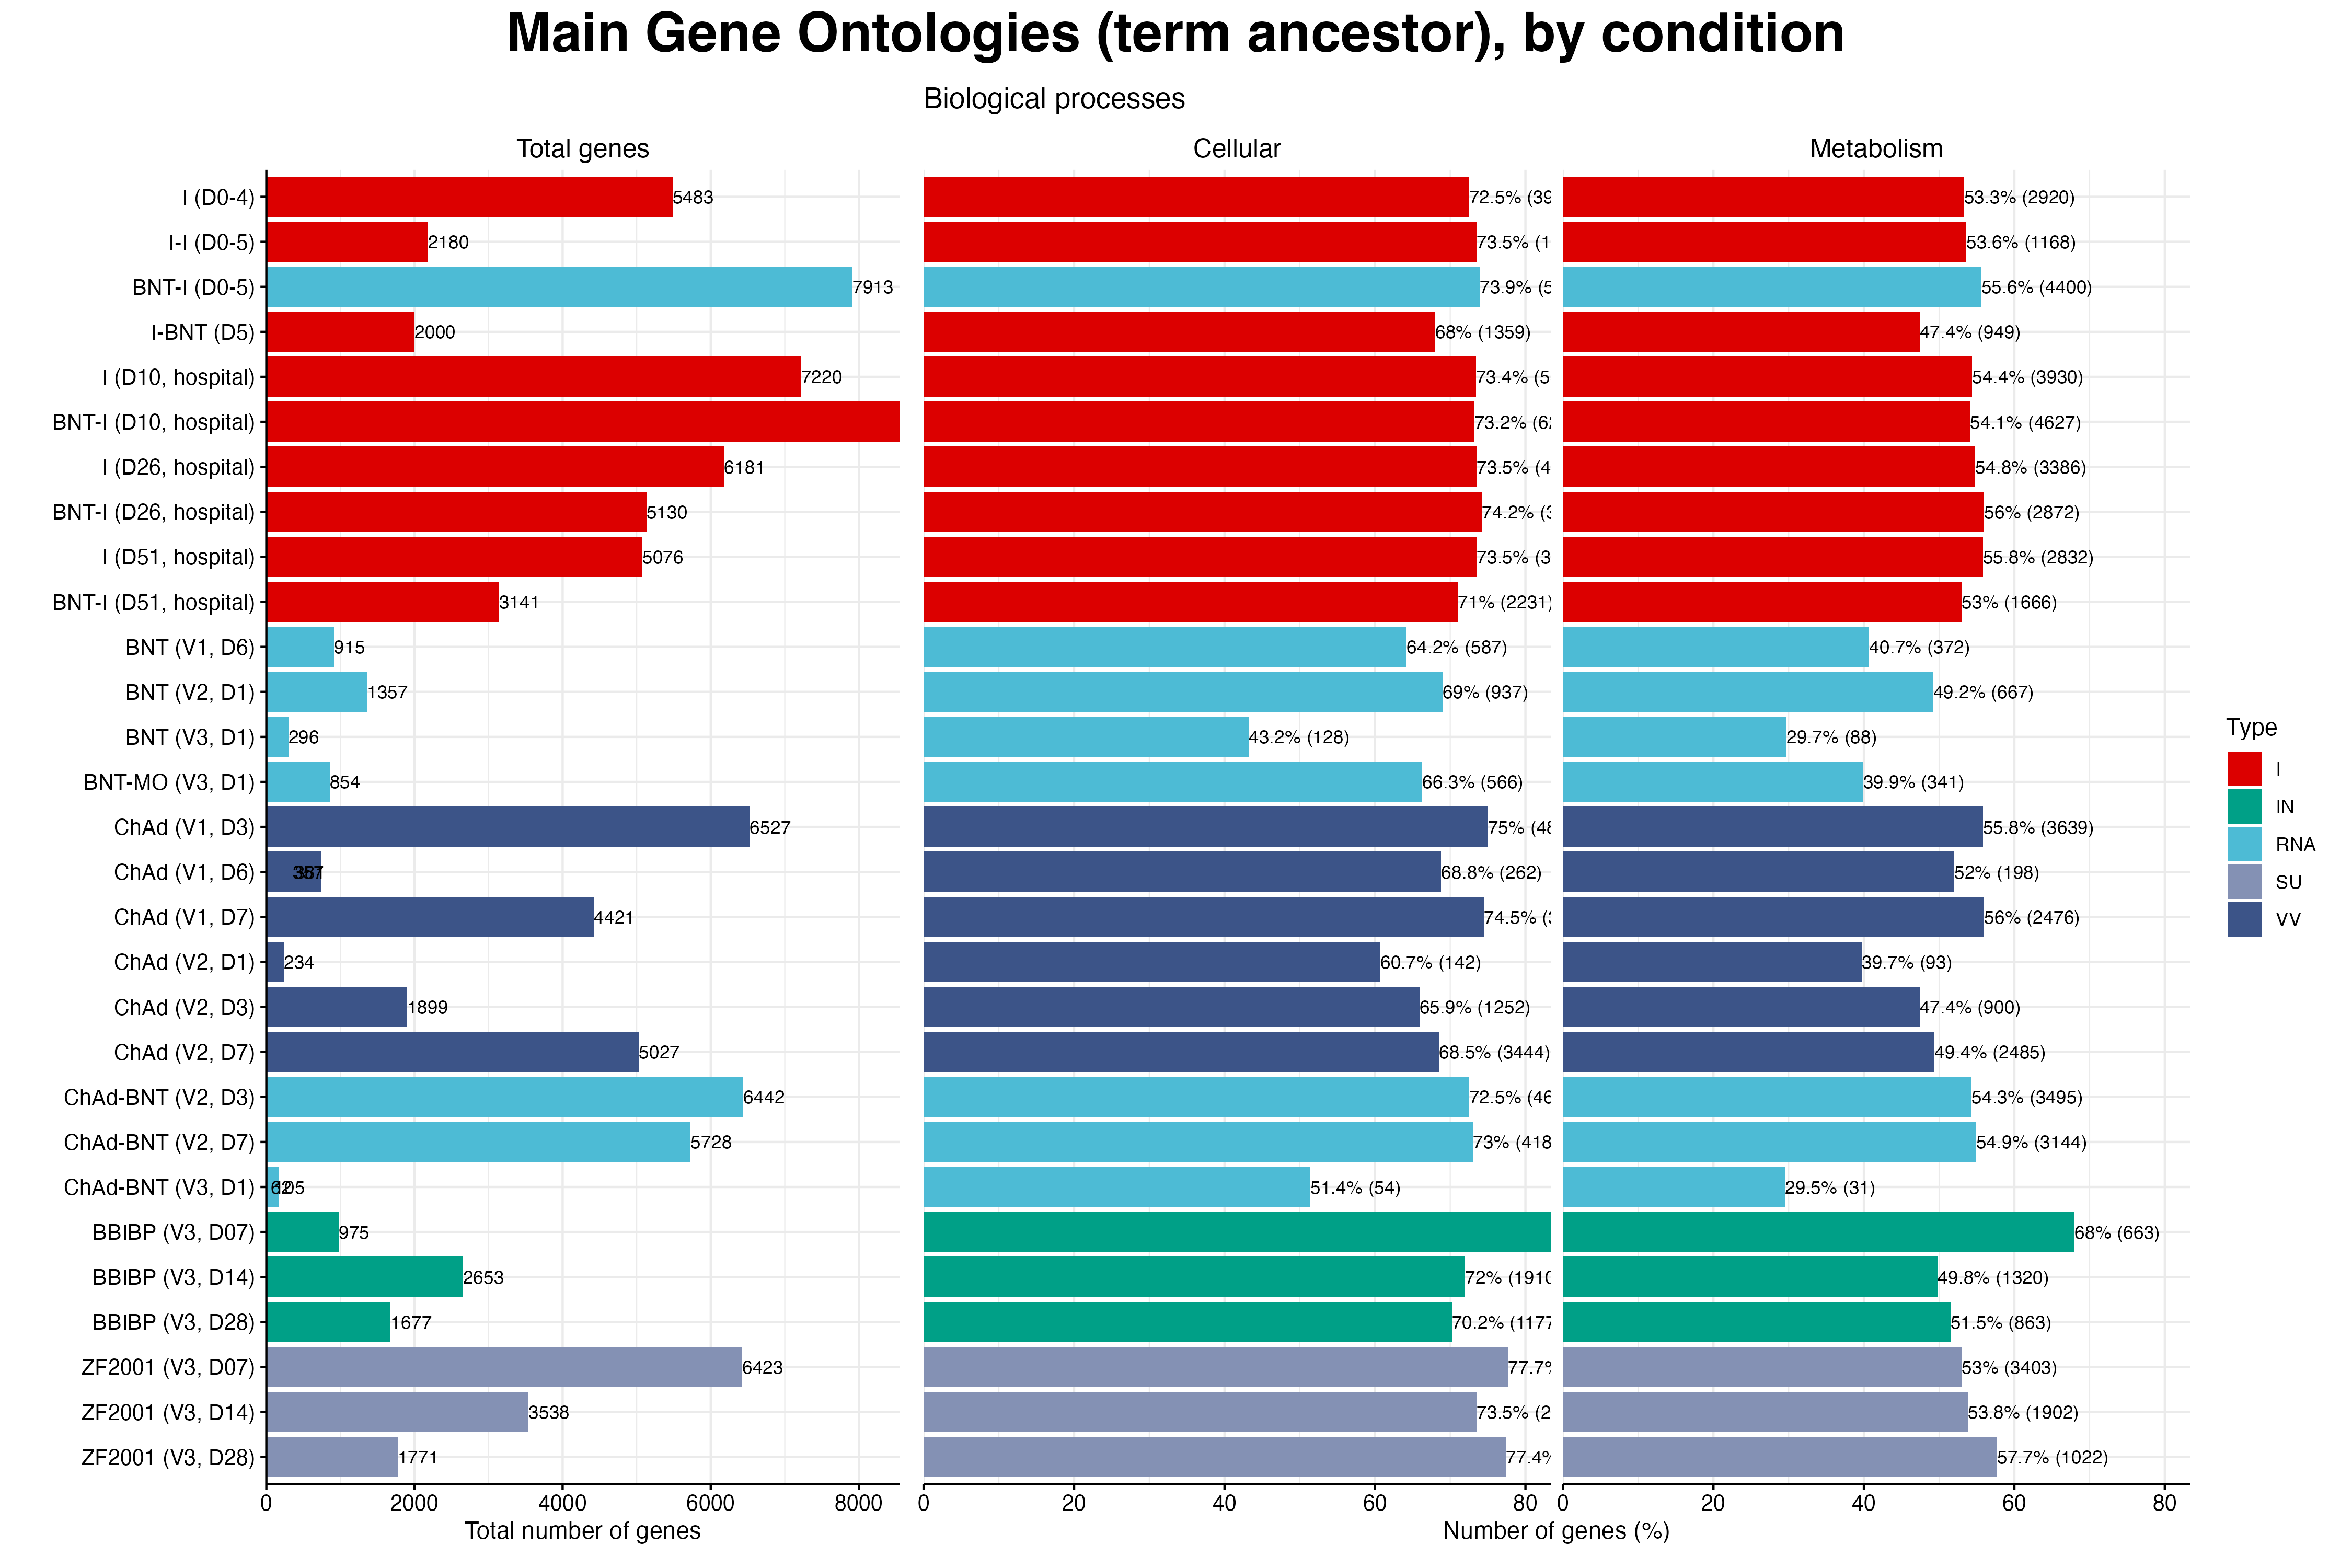 Main Gene Ontologies (term ancestor), by condition
Biological processes
Total genes
Cellular
Metabolism
I (D0-4) 5483 72.5% (39 53.3% (2920)
I-I (D0-5) 2180 73.5% (1 53.6% (1168)
BNT-I (D0-5) 7913 73.9% (5 55.6% (4400)
I-BNT (D5) 2000 68% (1359) 47.4% (949)
I (D10, hospital) 7220 73.4% (5 54.4% (3930)
BNT-I (D10, hospital) 73.2% (62 54.1% (4627)
I (D26, hospital) 6181 73.5% (4 54.8% (3386)
BNT-I (D26, hospital) 5130 74.2% (3 56% (2872)
I (D51, hospital) 5076 73.5% (3 55.8% (2832)
BNT-I (D51, hospital) 3141 71% (2231) 53% (1666)
BNT (V1, D6) 915 64.2% (587) 40.7% (372)
BNT (V2, D1) 1357 69% (937) 49.2% (667)
BNT (V3, D1) 296 43.2% (128) 29.7% (88)
BNT-MO (V3, D1) 854 66.3% (566) 39.9% (341)
ChAd (V1, D3) 6527 75% (48 55.8% (3639)
ChAd (V1, D6) 68.8% (262) 52% (198)
ChAd (V1, D7) 4421 74.5% (3 56% (2476)
ChAd (V2, D1) 234 60.7% (142) 39.7% (93)
ChAd (V2, D3) 1899 65.9% (1252) 47.4% (900)
ChAd (V2, D7) 5027 68.5% (3444) 49.4% (2485)
ChAd-BNT (V2, D3) 6442 72.5% (46 54.3% (3495)
ChAd-BNT (V2, D7) 5728 73% (418 54.9% (3144)
ChAd-BNT (V3, D1) 51.4% (54) 29.5% (31)
BBIBP (V3, D07) 975 68% (663)
BBIBP (V3, D14) 2653 72% (1910 49.8% (1320)
BBIBP (V3, D28) 1677 70.2% (1177 51.5% (863)
ZF2001 (V3, D07) 6423 77.7% 53% (3403)
ZF2001 (V3, D14) 3538 73.5% (2 53.8% (1902)
ZF2001 (V3, D28) 1771 77.4% 57.7% (1022)
0 2000 4000 6000 8000 0 20 40 60 80 0 20 40 60 80
Total number of genes
Number of genes (%)
Type
I
IN
RNA
SU
VV